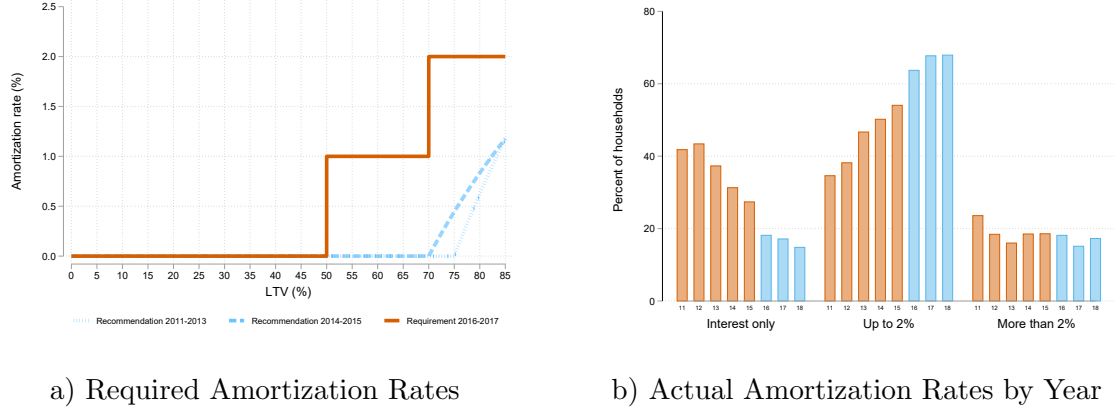 2.5
2.0
1.5
1.0
0.5
0.0
Amortization rate (%)
0 5 10 15 20 25 30 35 40 45 50 55 60 65 70 75 80 85
LTV (%)
Recommendation 2011-2013 Recommendation 2014-2015 Requirement 2016-2017
a) Required Amortization Rates
80
60
40
20
0
Percent of households
11 12 13 14 15 16 17 18 11 12 13 14 15 16 17 18 11 12 13 14 15 16 17 18
Interest only Up to 2% More than 2%
b) Actual Amortization Rates by Year